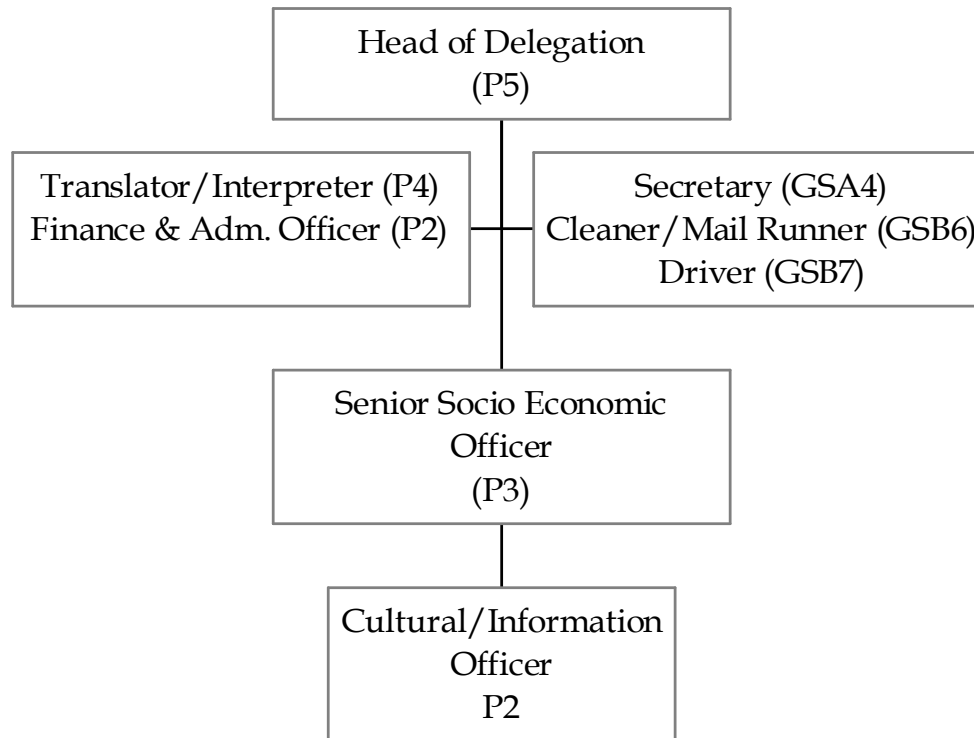 Head of Delegation
(P5)
Translator/Interpreter (P4)
Finance & Adm. Officer (P2)
Secretary (GSA4)
Cleaner/Mail Runner (GSB6)
Driver (GSB7)
Senior Socio Economic
Officer
(P3)
Cultural/Information
Officer
P2